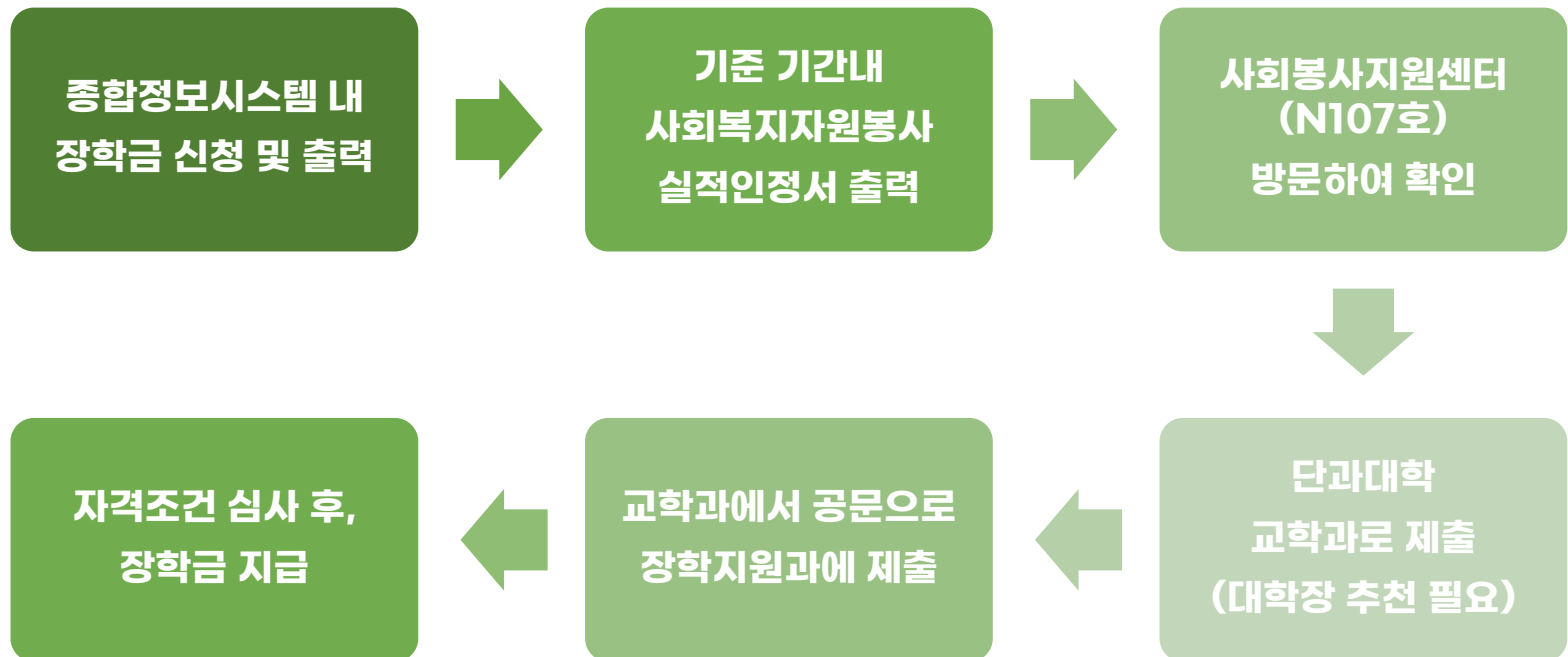 종합정보시스템 내
장학금 신청 및 출력
기준 기간내
사회복지자원봉사
실적인정서 출력
사회봉사지원센터
(N107호)
방문하여 확인
단과대학
교학과로 제출
(대학장 추천 필요)
교학과에서 공문으로
장학지원과에 제출
자격조건 심사 후,
장학금 지급